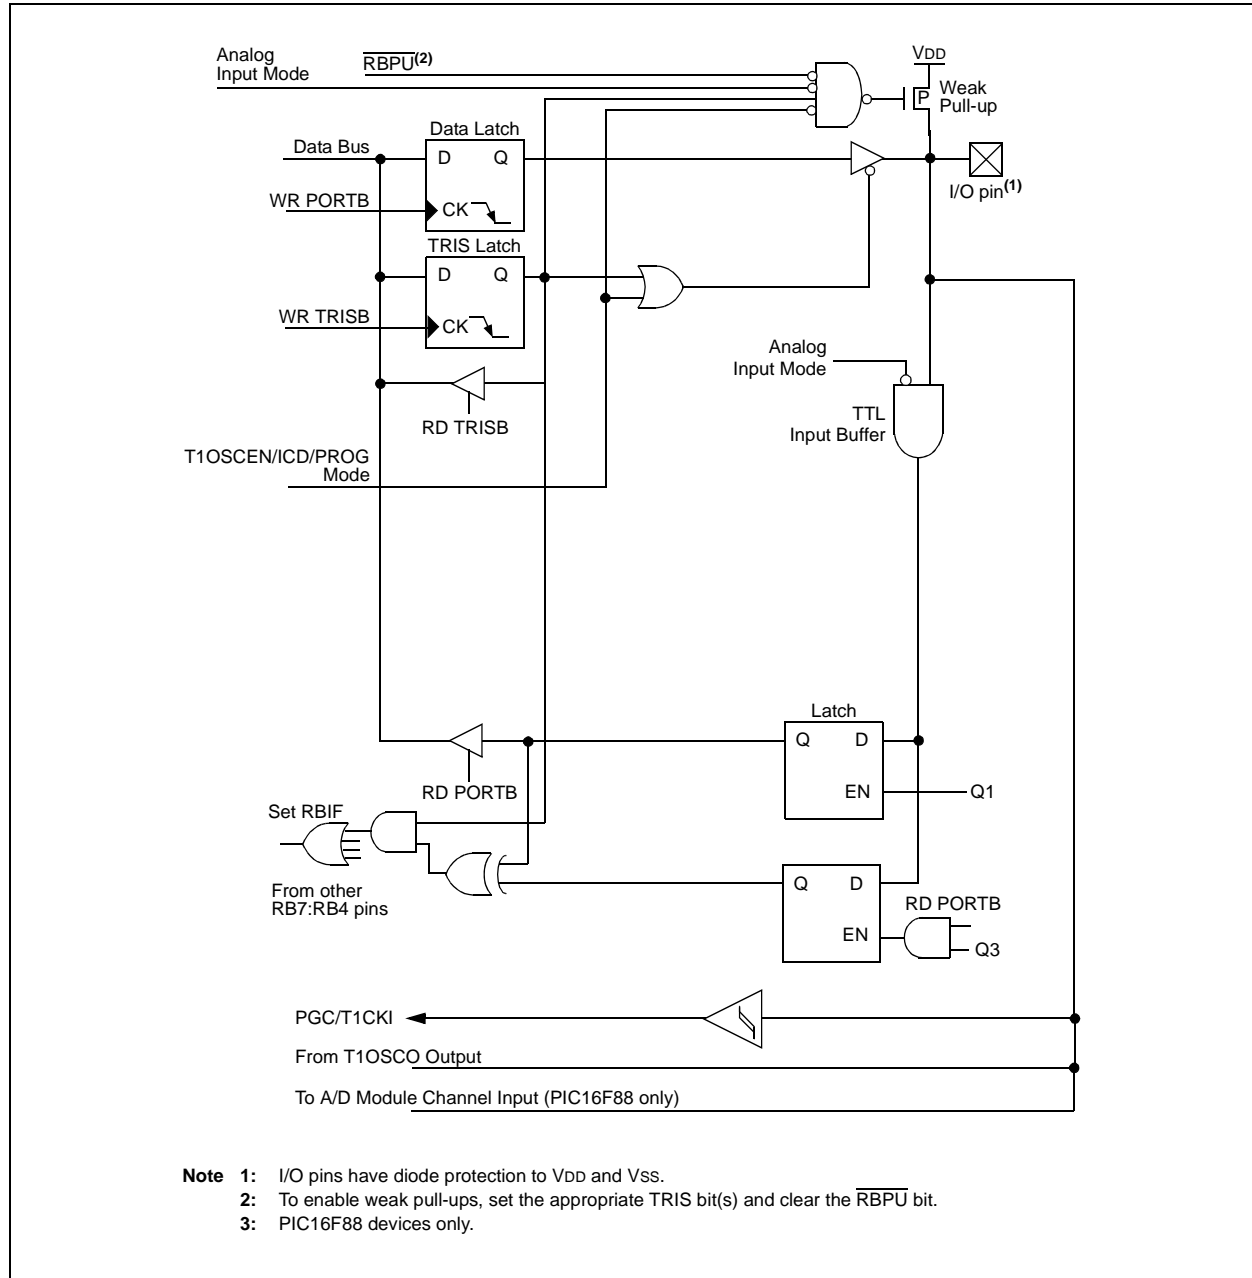 Analog
Input Mode
RBPU(2)
VDD
P
Weak
Pull-up
Data Latch
Data Bus
D Q
I/O pin(1)
WR PORTB
CK
TRIS Latch
D Q
WR TRISB
CK
Analog
Input Mode
RD TRISB
TTL
Input Buffer
T1OSCEN/ICD/PROG
Mode
Latch
Q D
RD PORTB
EN
Q1
Set RBIF
Q D
From other
RB7:RB4 pins
RD PORTB
EN
Q3
PGC/T1CKI
From T1OSCO Output
To A/D Module Channel Input (PIC16F88 only)
Note 1: I/O pins have diode protection to VDD and VSS.
2: To enable weak pull-ups, set the appropriate TRIS bit(s) and clear the RBPU bit.
3: PIC16F88 devices only.